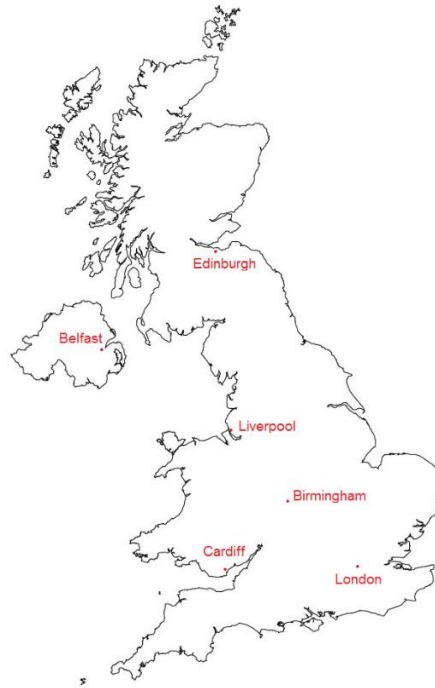 Edinburgh
Belfast
Liverpool
Birmingham
Cardiff
London